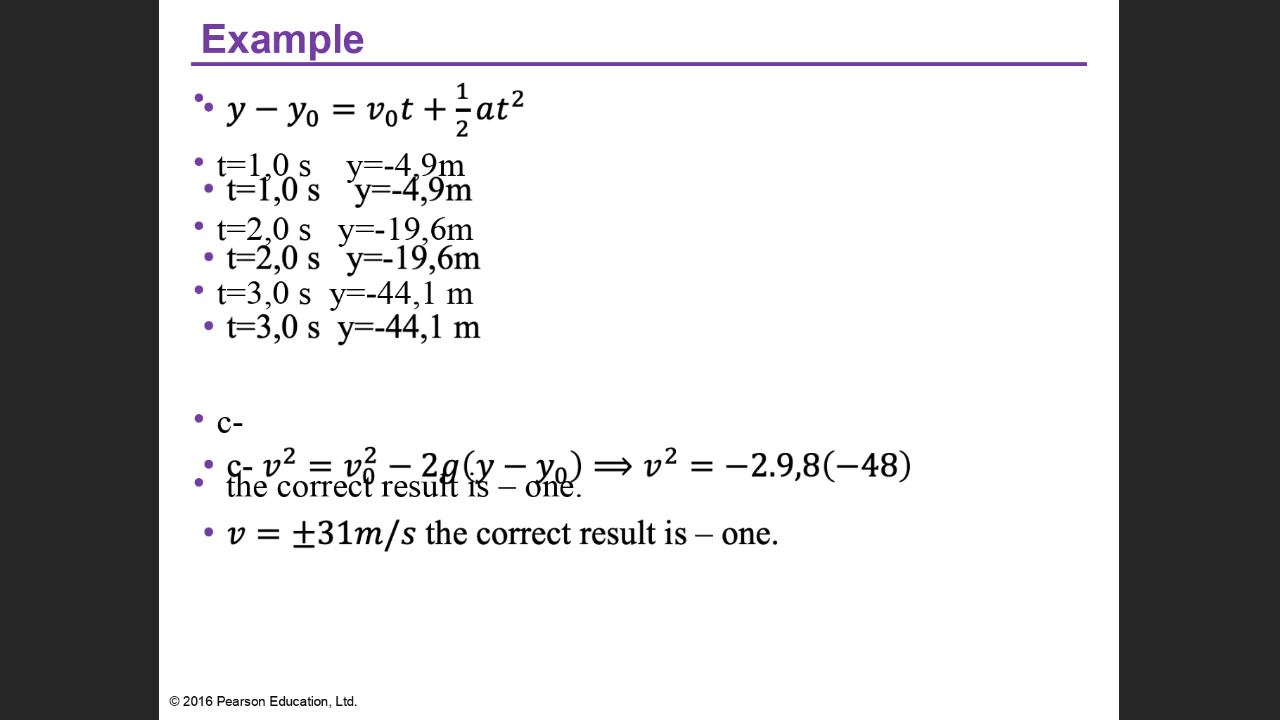 Example
• y − y₀ = v₀t + ½at²
• t=1,0 s y=-4,9m
• t=1,0 s y=-4,9m
• t=2,0 s y=-19,6m
• t=2,0 s y=-19,6m
• t=3,0 s y=-44,1 m
• t=3,0 s y=-44,1 m
• c-
• c- v² = v₀² − 2g(y − y₀) ⟹ v² = −2.9,8(−48)
• the correct result is – one.
• v = ±31m/s the correct result is – one.
© 2016 Pearson Education, Ltd.